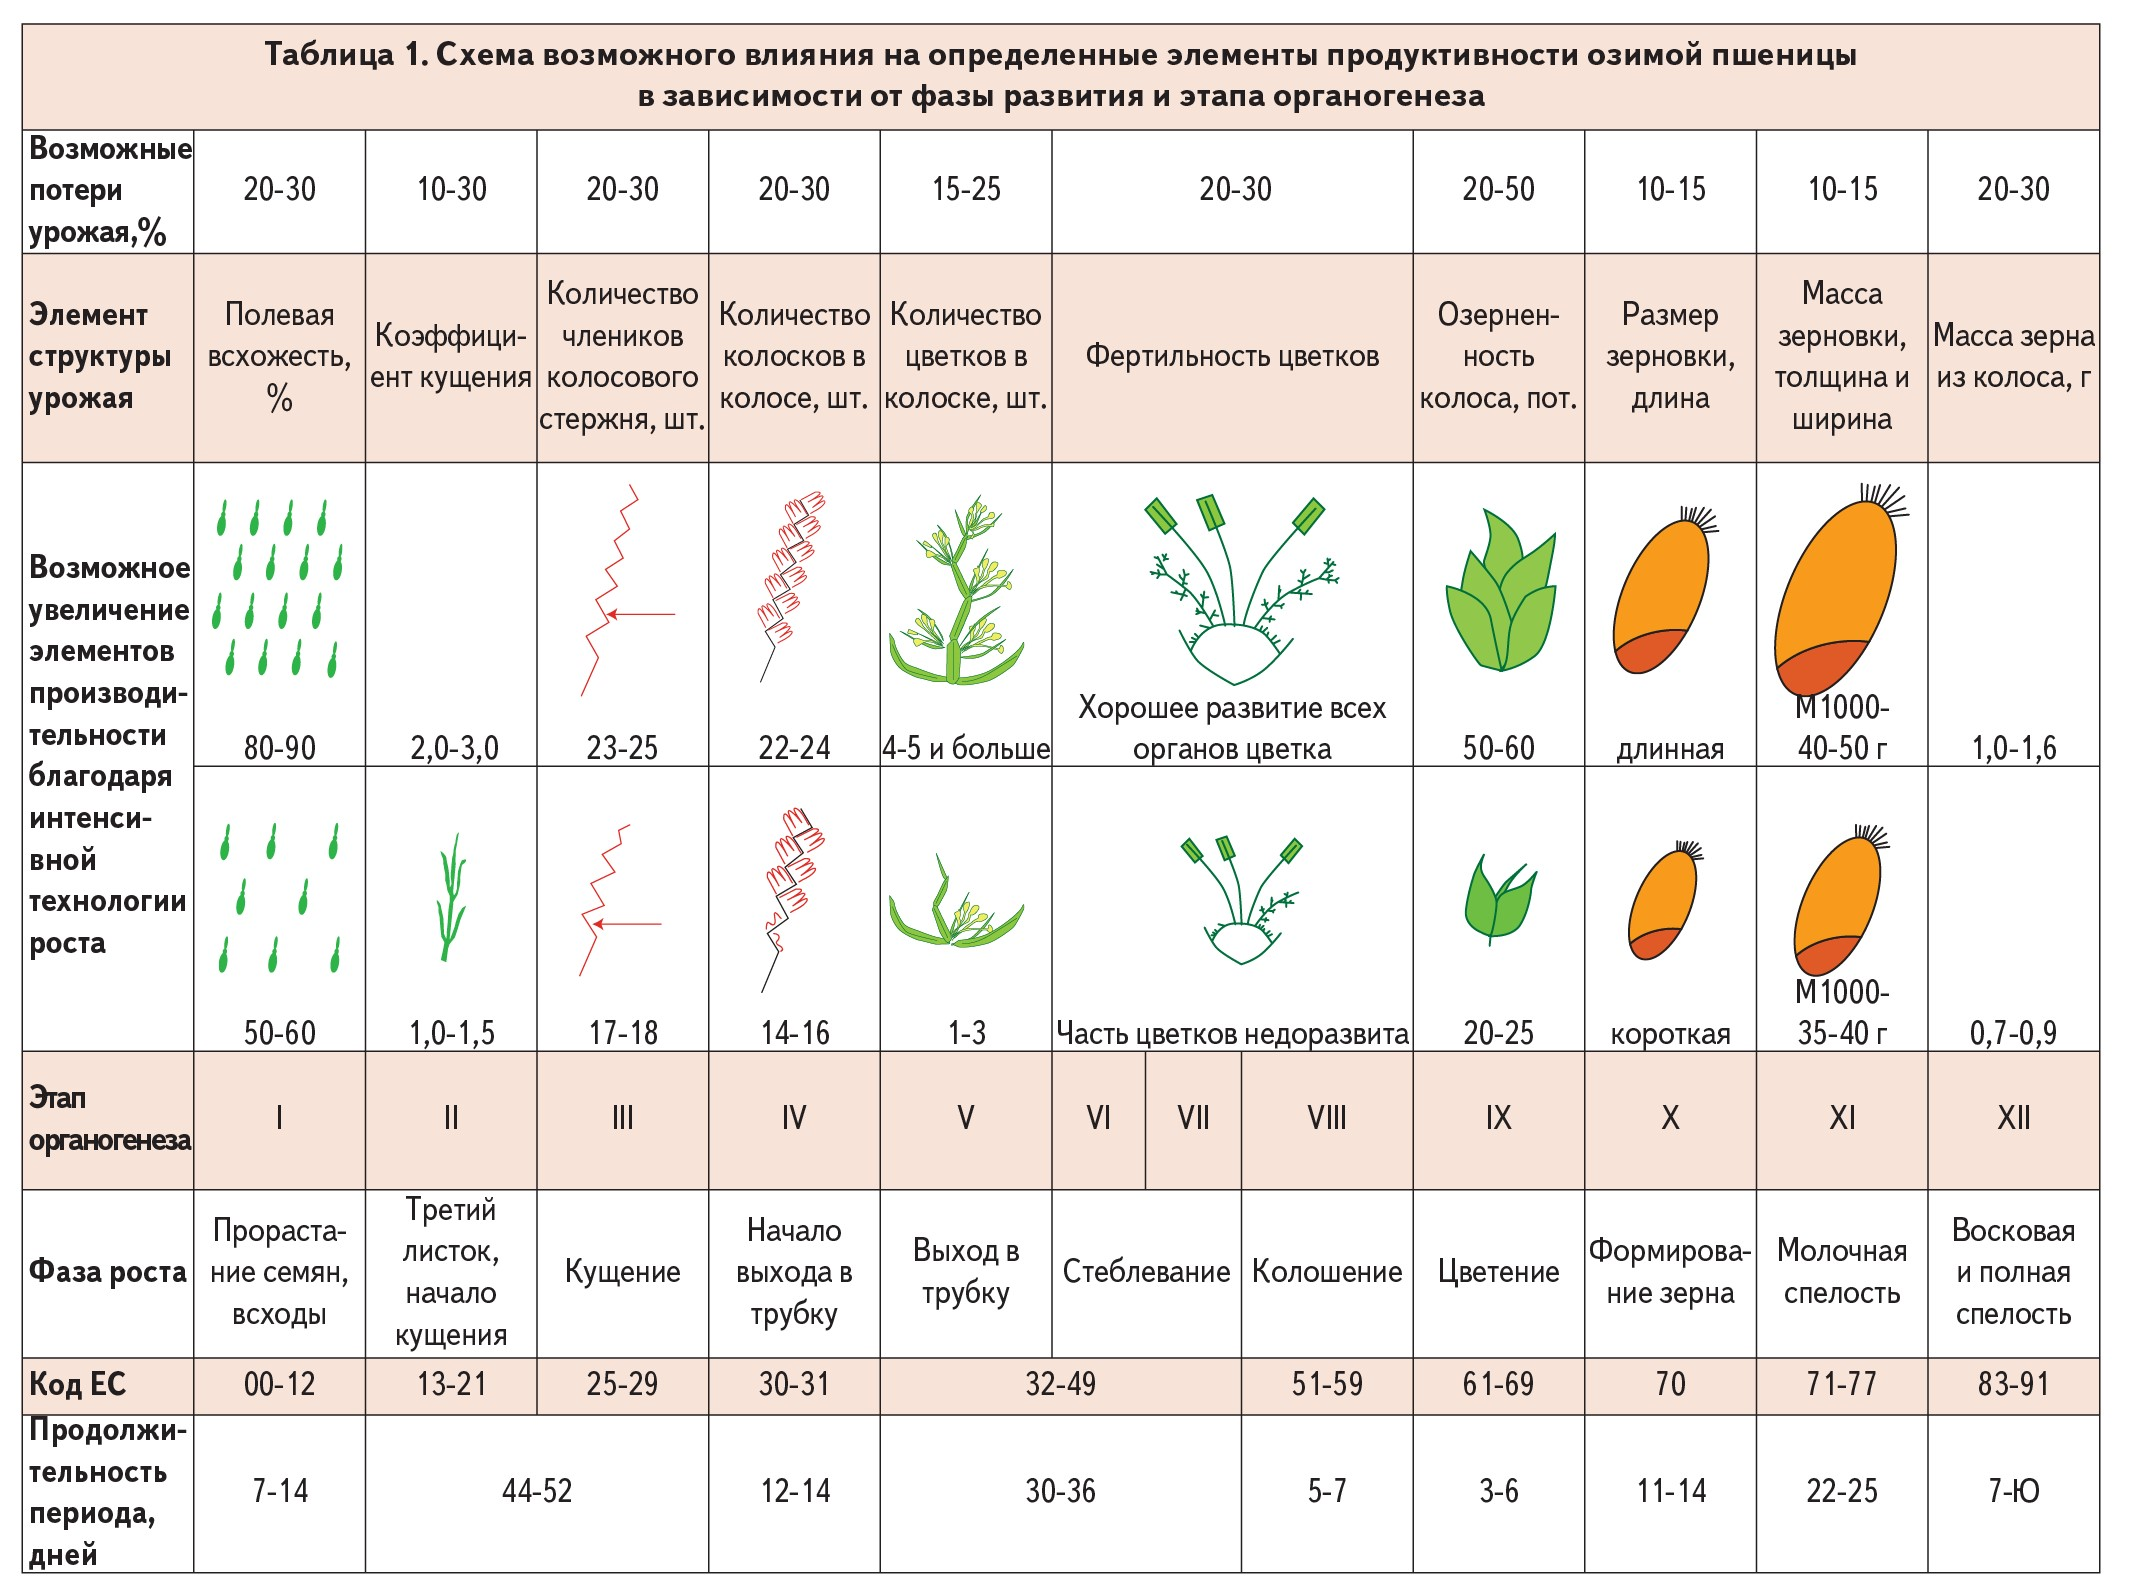 Таблица 1. Схема возможного влияния на определенные элементы продуктивности озимой пшеницы
в зависимости от фазы развития и этапа органогенеза
Возможные
потери
урожая,%
20-30
10-30
20-30
20-30
15-25
20-30
20-50
10-15
10-15
20-30
Элемент
структуры
урожая
Полевая
всхожесть,
%
Коэффици-
ент кущения
Количество
члеников
колосового
стержня, шт.
Количество
колосков в
колосе, шт.
Количество
цветков в
колоске, шт.
Фертильность цветков
Озернен-
ность
колоса, пот.
Размер
зерновки,
длина
Масса
зерновки,
толщина и
ширина
Масса зерна
из колоса, г
Возможное
увеличение
элементов
производи-
тельности
благодаря
интенси-
вной
технологии
роста
80-90
2,0-3,0
23-25
22-24
4-5 и больше
Хорошее развитие всех
органов цветка
50-60
длинная
М1000-
40-50 г
1,0-1,6
50-60
1,0-1,5
17-18
14-16
1-3
Часть цветков недоразвита
20-25
короткая
М1000-
35-40 г
0,7-0,9
Этап
органогенеза
I
II
III
IV
V
VI
VII
VIII
IX
X
XI
XII
Фаза роста
Прораста-
ние семян,
всходы
Третий
листок,
начало
кущения
Кущение
Начало
выхода в
трубку
Выход в
трубку
Стеблевание
Колошение
Цветение
Формирова-
ние зерна
Молочная
спелость
Восковая
и полная
спелость
Код ЕС
00-12
13-21
25-29
30-31
32-49
51-59
61-69
70
71-77
83-91
Продолжи-
тельность
периода,
дней
7-14
44-52
12-14
30-36
5-7
3-6
11-14
22-25
7-Ю